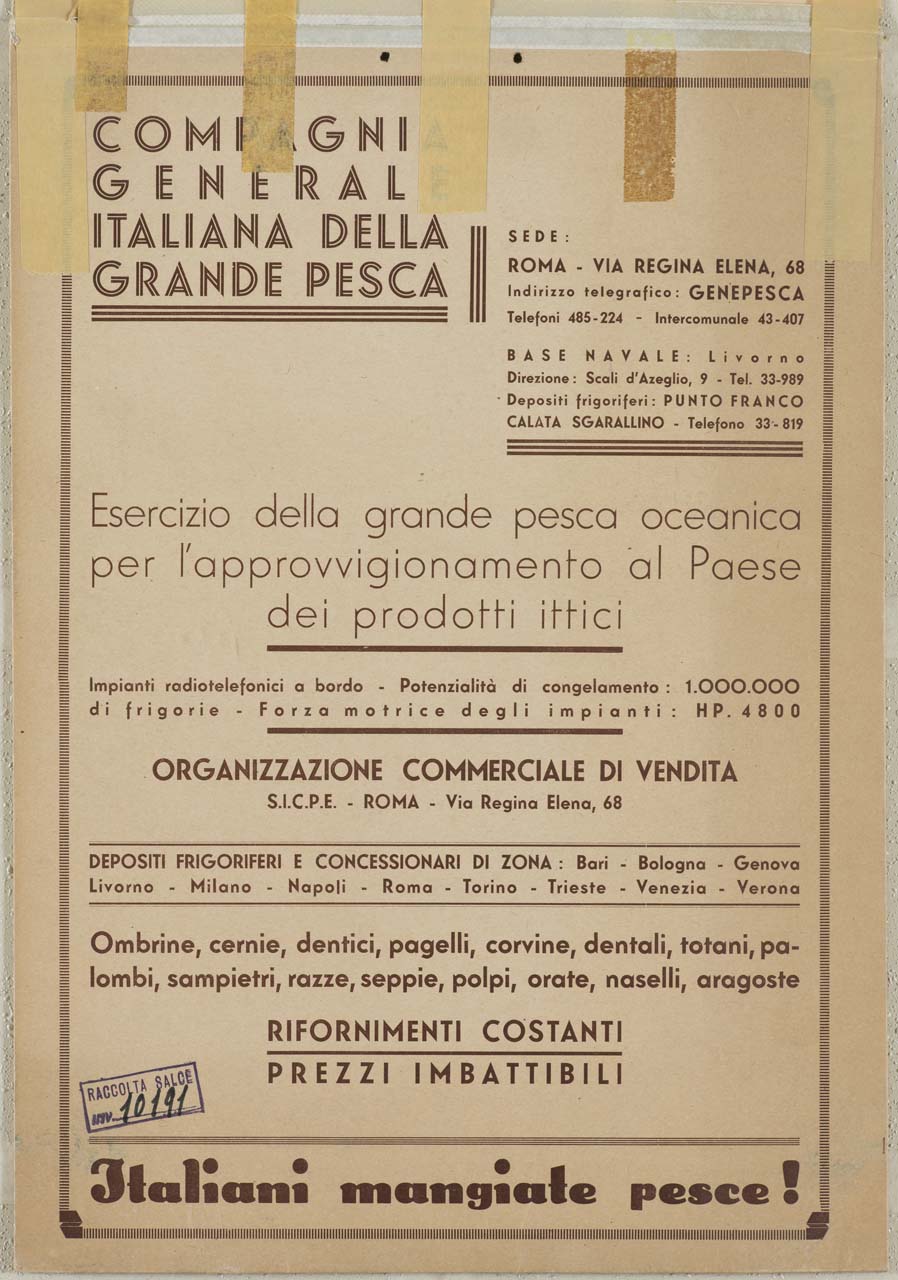 COMPAGNIA
GENERALE
ITALIANA DELLA
GRANDE PESCA
SEDE:
ROMA - VIA REGINA ELENA, 68
Indirizzo telegrafico: GENEPESCA
Telefoni 485-224 - Intercomunale 43-407
BASE NAVALE: Livorno
Direzione: Scali d'Azeglio, 9 - Tel. 33-989
Depositi frigoriferi: PUNTO FRANCO
CALATA SGARALLINO - Telefono 33-819
Esercizio della grande pesca oceanica
per l'approvvigionamento al Paese
dei prodotti ittici
Impianti radiotelefonici a bordo - Potenzialità di congelamento: 1.000.000
di frigorie - Forza motrice degli impianti: HP. 4800
ORGANIZZAZIONE COMMERCIALE DI VENDITA
S.I.C.P.E. - ROMA - Via Regina Elena, 68
DEPOSITI FRIGORIFERI E CONCESSIONARI DI ZONA: Bari - Bologna - Genova
Livorno - Milano - Napoli - Roma - Torino - Trieste - Venezia - Verona
Ombrine, cernie, dentici, pagelli, corvine, dentali, totani, pa-
lombi, sampietri, razze, seppie, polpi, orate, naselli, aragoste
RIFORNIMENTI COSTANTI
PREZZI IMBATTIBILI
RACCOLTA SALCE
INV. 10191
Italiani mangiate pesce!